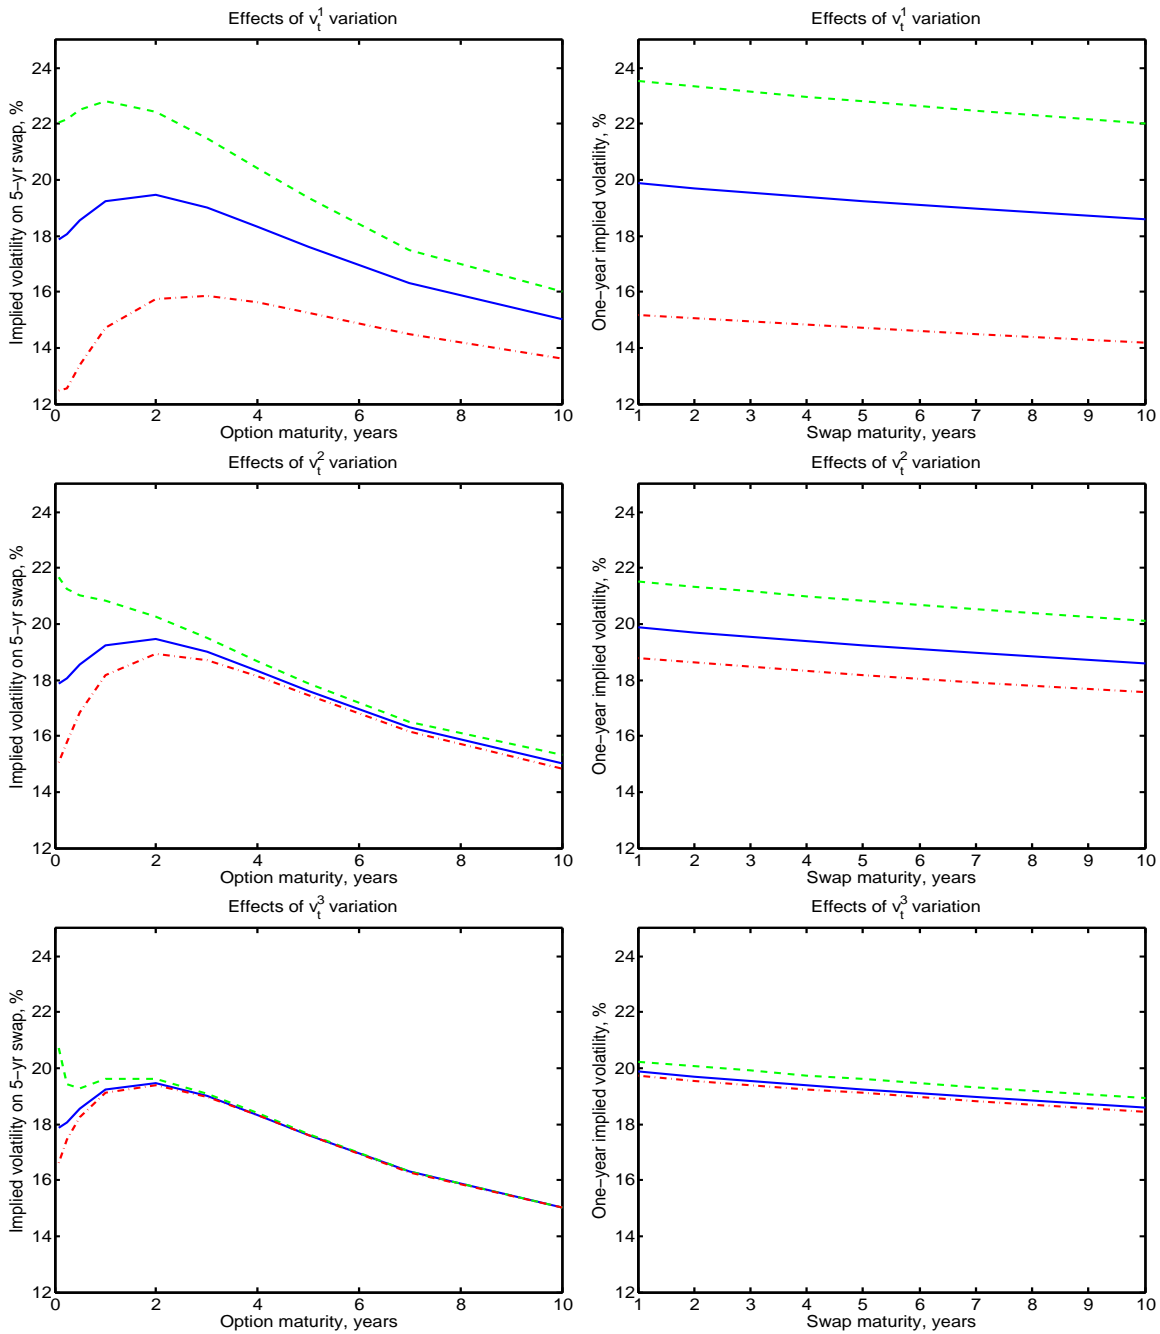 Effects of v_t^1 variation
Implied volatility on 5−yr swap, %
24
22
20
18
16
14
12
0 2 4 6 8 10
Option maturity, years
Effects of v_t^1 variation
One−year implied volatility, %
24
22
20
18
16
14
12
1 2 3 4 5 6 7 8 9 10
Swap maturity, years
Effects of v_t^2 variation
Implied volatility on 5−yr swap, %
24
22
20
18
16
14
12
0 2 4 6 8 10
Option maturity, years
Effects of v_t^2 variation
One−year implied volatility, %
24
22
20
18
16
14
12
1 2 3 4 5 6 7 8 9 10
Swap maturity, years
Effects of v_t^3 variation
Implied volatility on 5−yr swap, %
24
22
20
18
16
14
12
0 2 4 6 8 10
Option maturity, years
Effects of v_t^3 variation
One−year implied volatility, %
24
22
20
18
16
14
12
1 2 3 4 5 6 7 8 9 10
Swap maturity, years